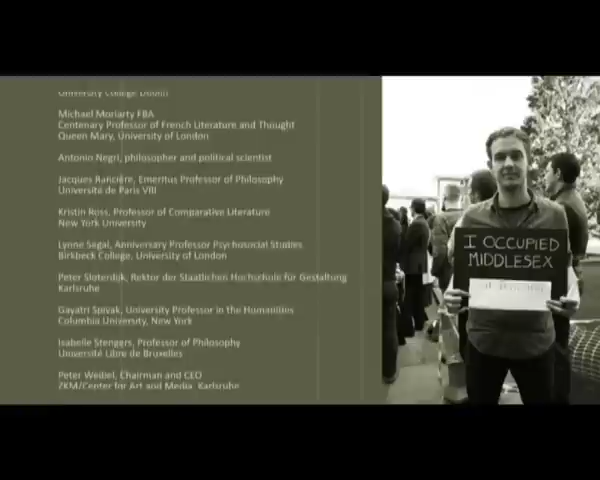 University College Dublin
Michael Moriarty FBA
Centenary Professor of French Literature and Thought
Queen Mary, University of London
Antonio Negri, philosopher and political scientist
Jacques Rancière, Emeritus Professor of Philosophy
Université de Paris VIII
Kristin Ross, Professor of Comparative Literature
New York University
Lynne Segal, Anniversary Professor Psychosocial Studies
Birkbeck College, University of London
Peter Sloterdijk, Rektor der Staatlichen Hochschule für Gestaltung
Karlsruhe
Gayatri Spivak, University Professor in the Humanities
Columbia University, New York
Isabelle Stengers, Professor of Philosophy
Université Libre de Bruxelles
Peter Weibel, Chairman and CEO
ZKM/Center for Art and Media, Karlsruhe
I OCCUPIED
MIDDLESEX